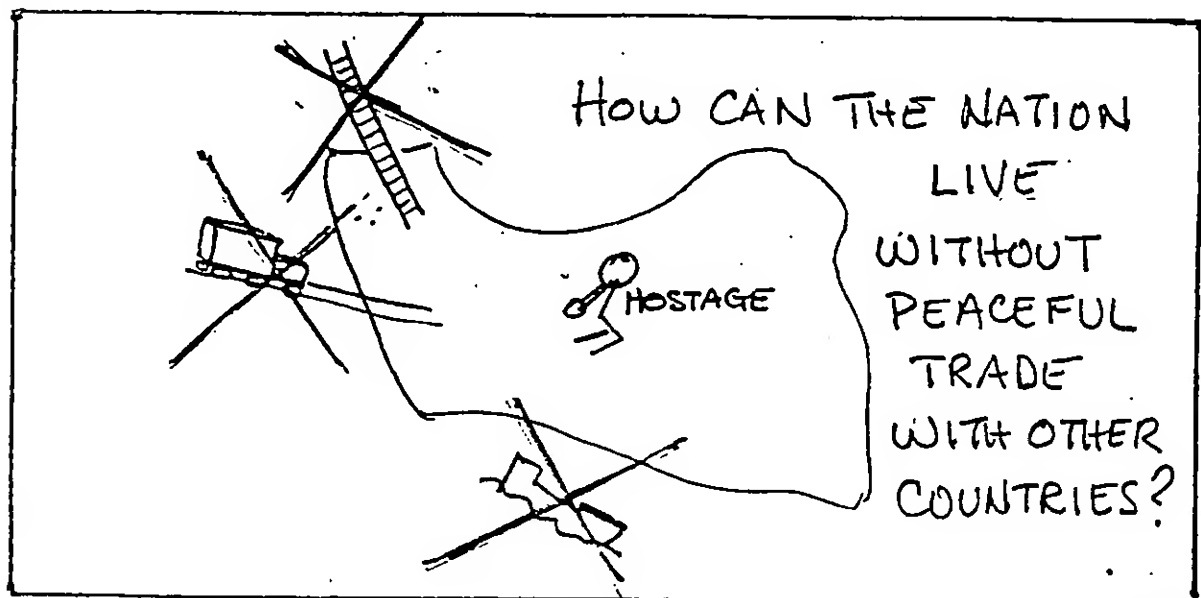 HOW CAN THE NATION
LIVE
WITHOUT
PEACEFUL
TRADE
WITH OTHER
COUNTRIES?
HOSTAGE